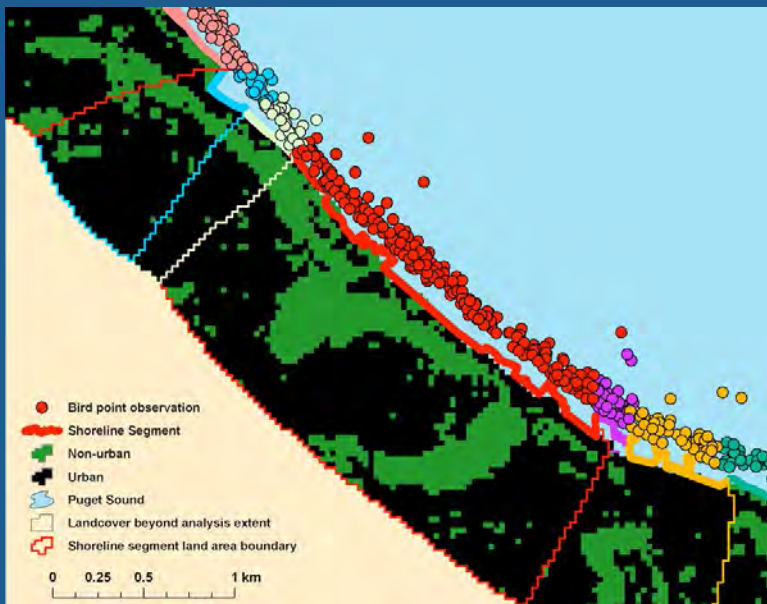 Bird point observation
Shoreline Segment
Non-urban
Urban
Puget Sound
Landcover beyond analysis extent
Shoreline segment land area boundary
0 0.25 0.5 1 km